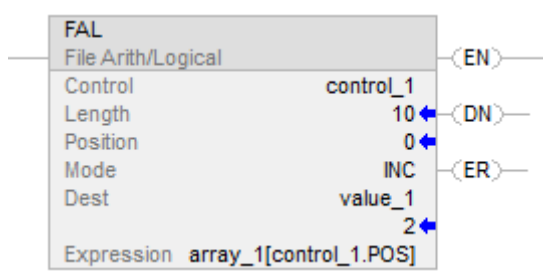 FAL
File Arith/Logical (EN)
Control control_1
Length 10 (DN)
Position 0
Mode INC (ER)
Dest value_1
2
Expression array_1[control_1.POS]